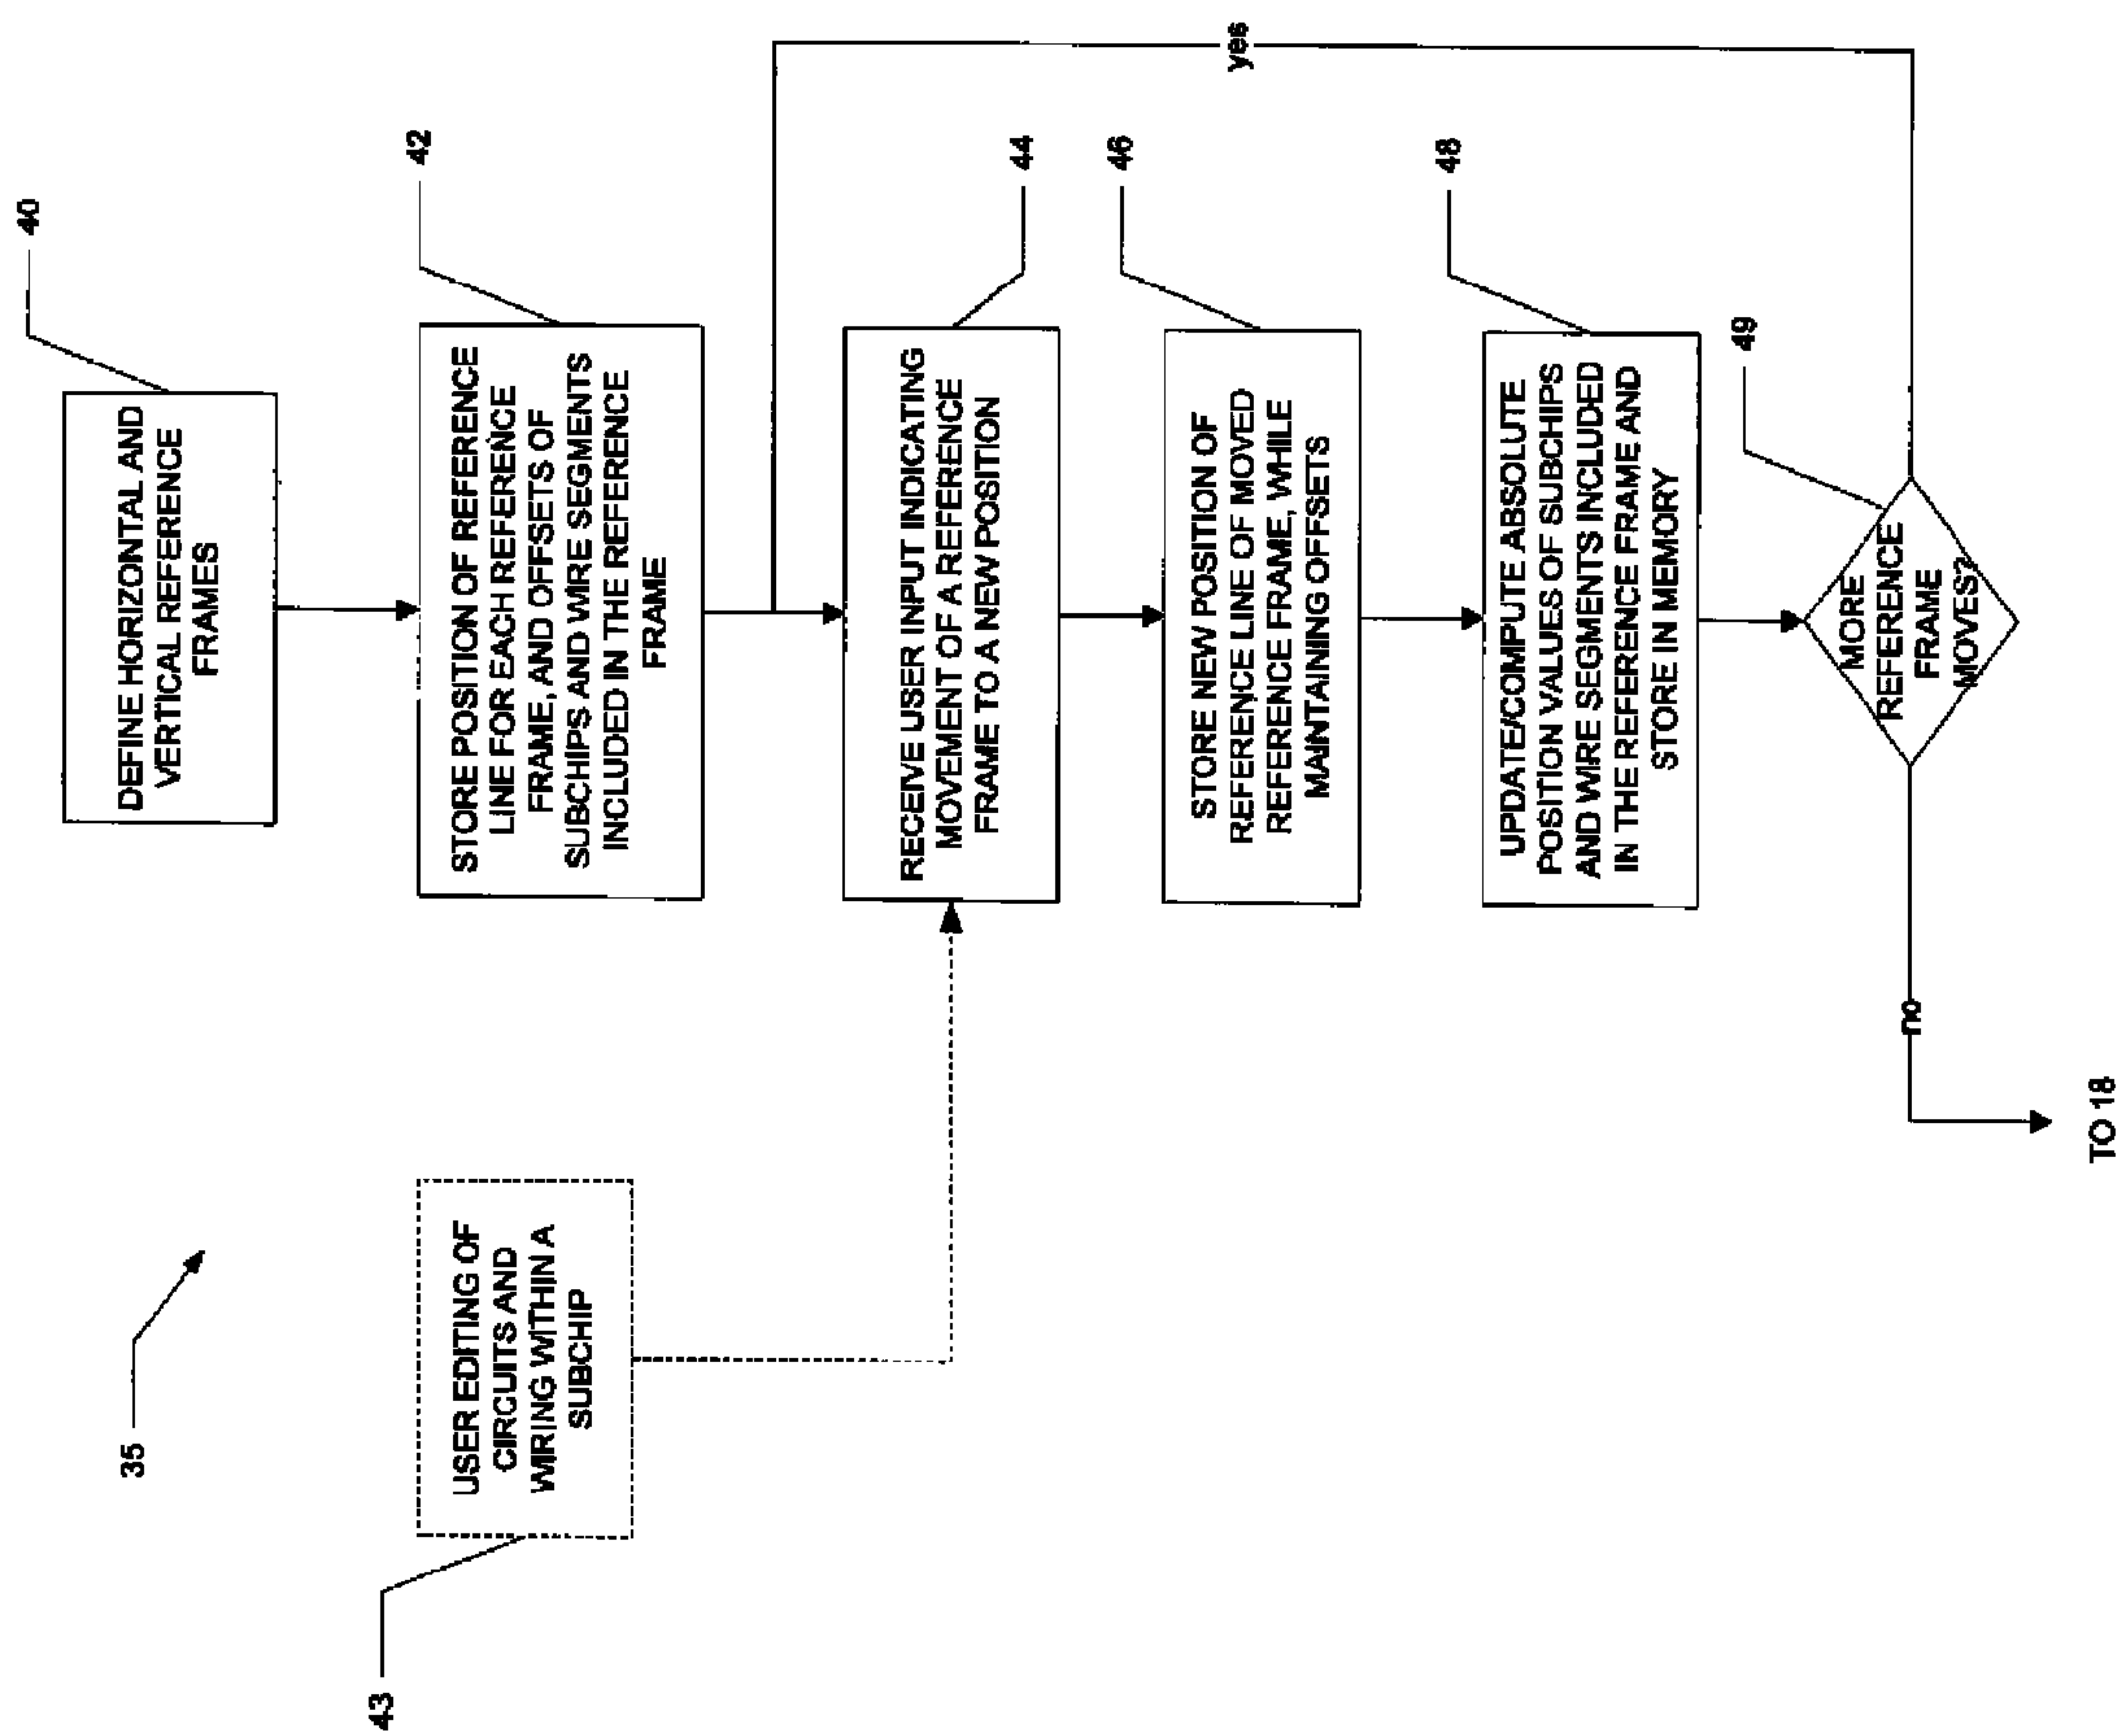 35
40
DEFINE HORIZONTAL AND
VERTICAL REFERENCE
FRAMES
42
STORE POSITION OF REFERENCE
LINE FOR EACH REFERENCE
FRAME, AND OFFSETS OF
SUBCHIPS AND WIRE SEGMENTS
INCLUDED IN THE REFERENCE
FRAME
43
USER EDITING OF
CIRCUITS AND
WIRING WITHIN A
SUBCHIP
44
RECEIVE USER INPUT INDICATING
MOVEMENT OF A REFERENCE
FRAME TO A NEW POSITION
46
STORE NEW POSITION OF
REFERENCE LINE OF MOVED
REFERENCE FRAME, WHILE
MAINTAINING OFFSETS
yes
48
UPDATE/COMPUTE ABSOLUTE
POSITION VALUES OF SUBCHIPS
AND WIRE SEGMENTS INCLUDED
IN THE REFERENCE FRAME AND
STORE IN MEMORY
49
MORE
REFERENCE
FRAME
MOVES?
no
TO 18